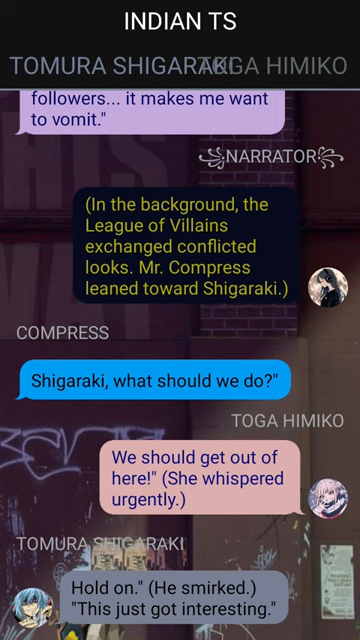 INDIAN TS
TOMURA SHIGARAKI TOGA HIMIKO
followers... it makes me want
to vomit."
꧁NARRATOR꧂
(In the background, the
League of Villains
exchanged conflicted
looks. Mr. Compress
leaned toward Shigaraki.)
COMPRESS
Shigaraki, what should we do?"
TOGA HIMIKO
We should get out of
here!" (She whispered
urgently.)
TOMURA SHIGARAKI
Hold on." (He smirked.)
"This just got interesting."